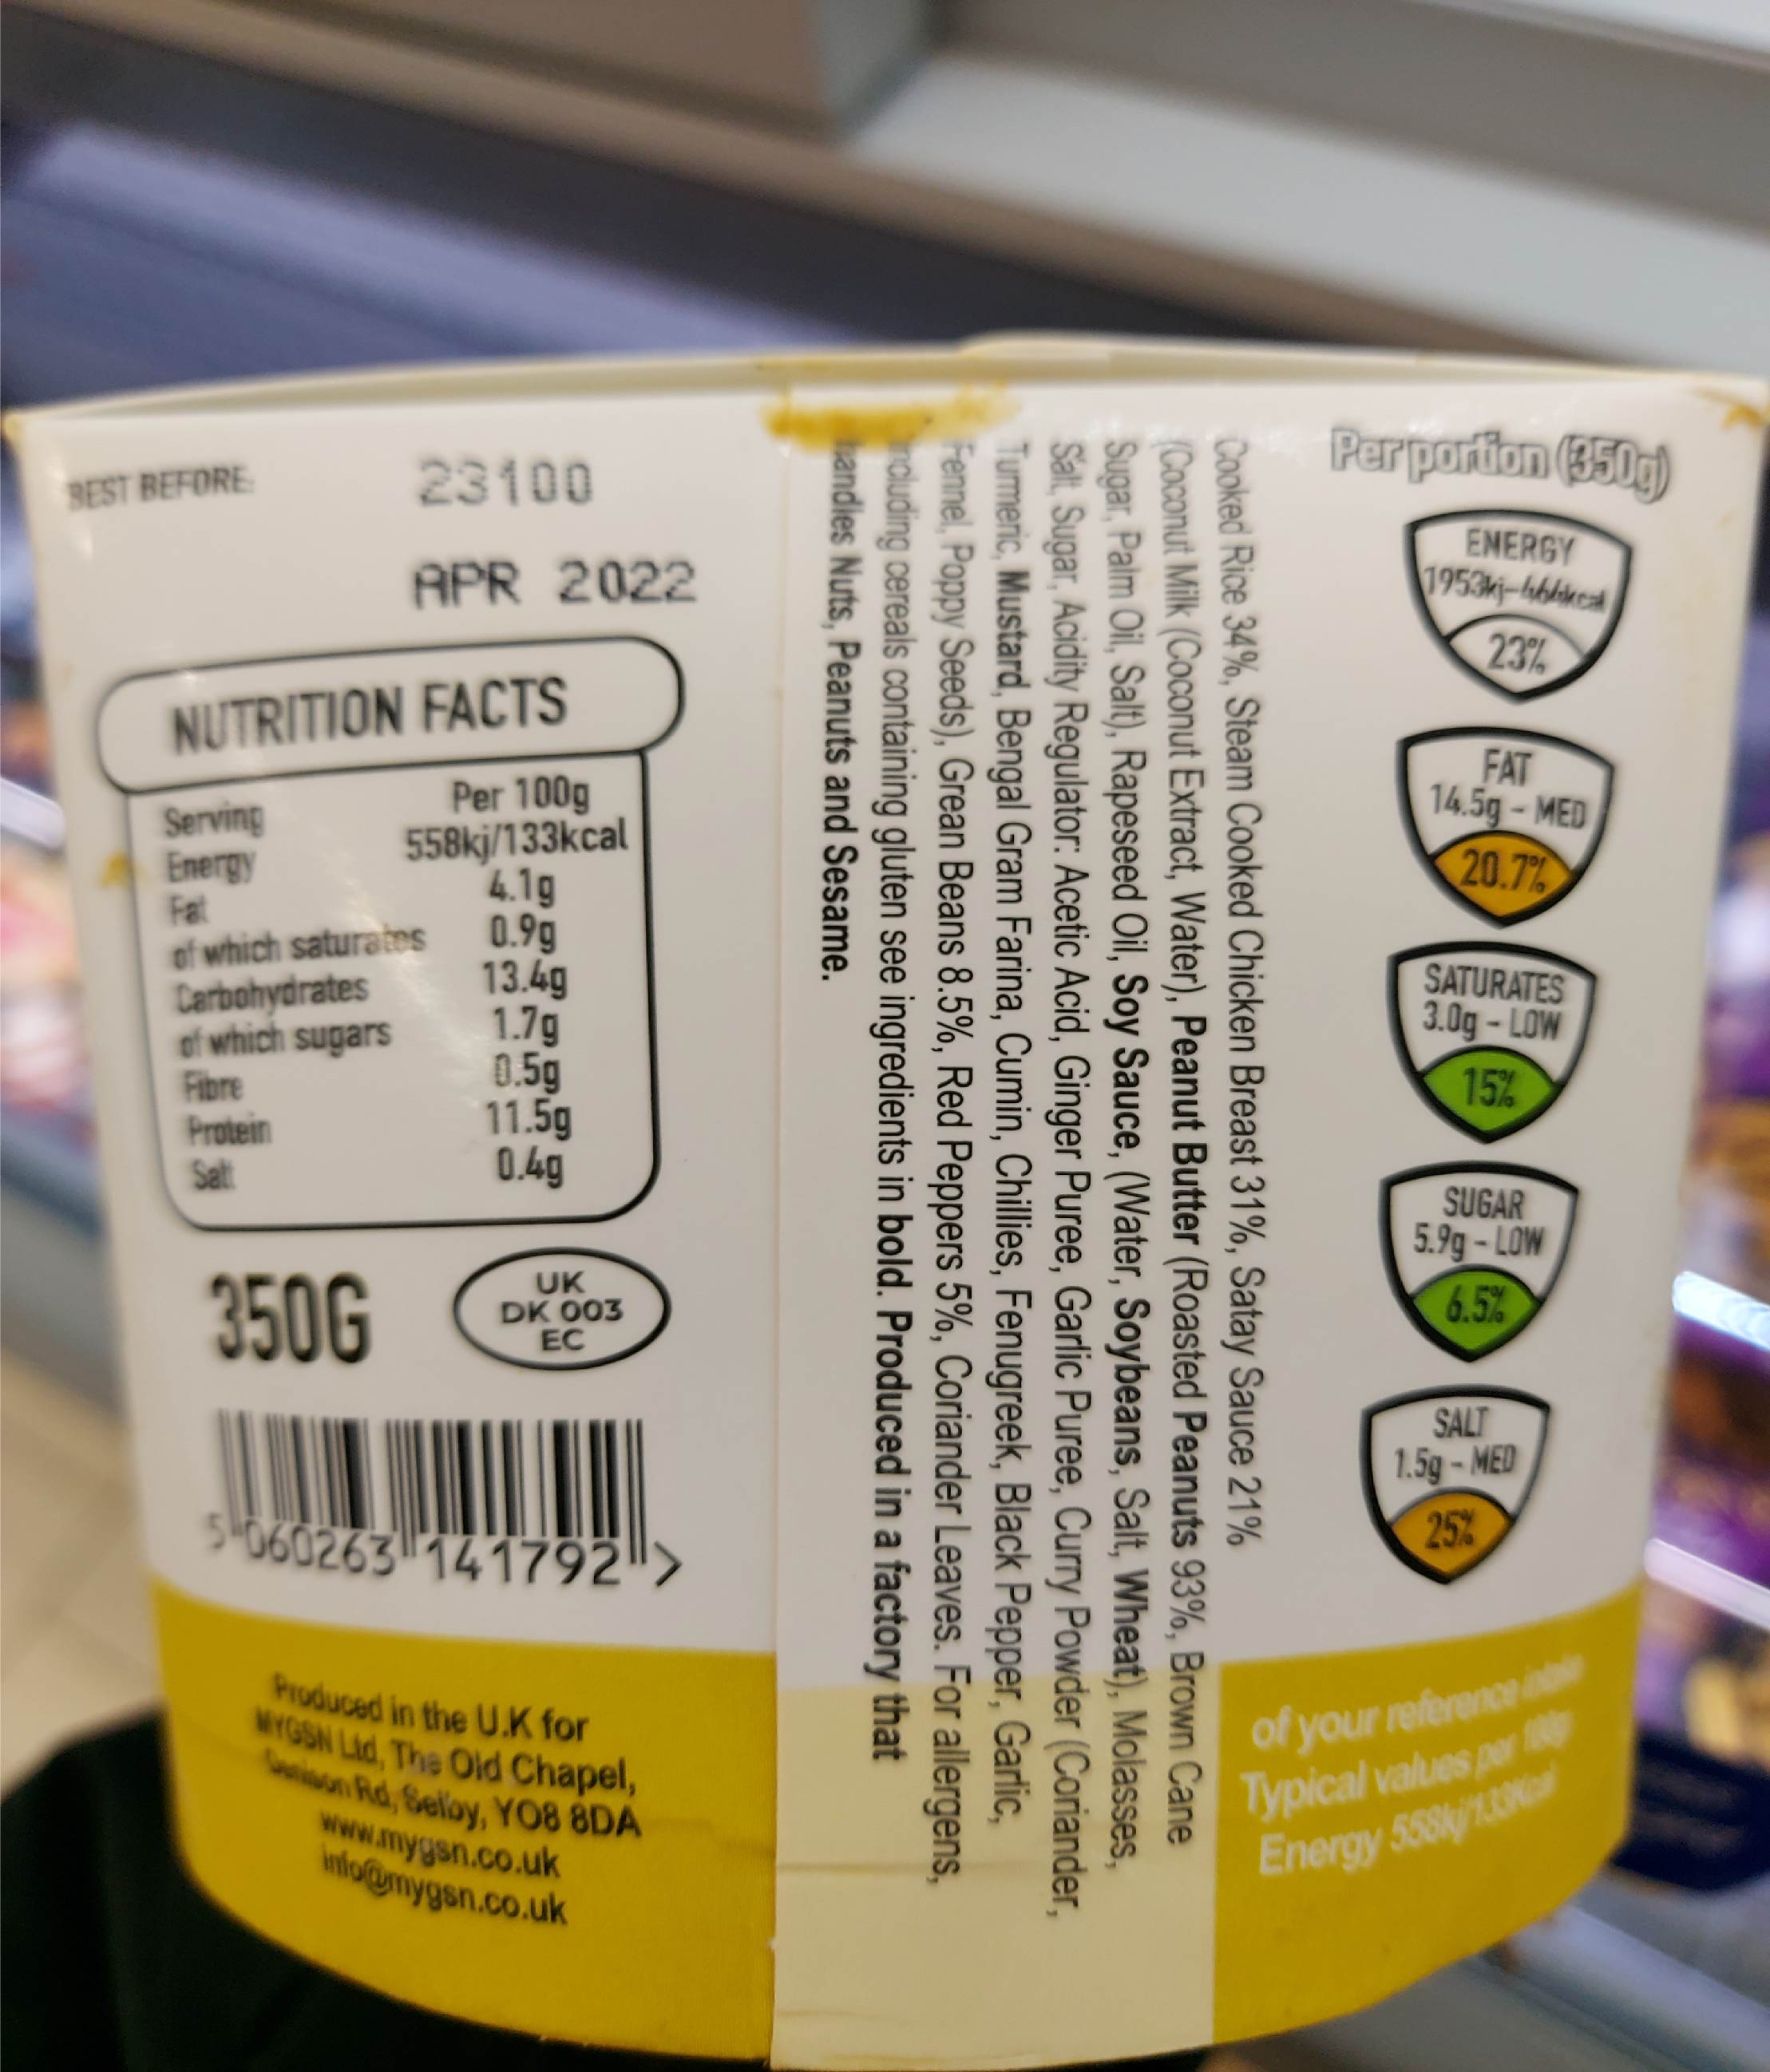 BEST BEFORE:
23100
APR 2022
NUTRITION FACTS
Serving Per 100g
Energy 558kj/133kcal
Fat 4.1g
of which saturates 0.9g
Carbohydrates 13.4g
of which sugars 1.7g
Fibre 0.5g
Protein 11.5g
Salt 0.4g
350G
UK
DK 003
EC
5 060263 141792 >
Produced in the U.K for
MYGSN Ltd, The Old Chapel,
Denison Rd, Selby, YO8 8DA
www.mygsn.co.uk
info@mygsn.co.uk
Cooked Rice 34%, Steam Cooked Chicken Breast 31%, Satay Sauce 21%
(Coconut Milk (Coconut Extract, Water), Peanut Butter (Roasted Peanuts 93%, Brown Cane
Sugar, Palm Oil, Salt), Rapeseed Oil, Soy Sauce, (Water, Soybeans, Salt, Wheat), Molasses,
Salt, Sugar, Acidity Regulator: Acetic Acid, Ginger Puree, Garlic Puree, Curry Powder (Coriander,
Turmeric, Mustard, Bengal Gram Farina, Cumin, Chillies, Fenugreek, Black Pepper, Garlic,
Fennel, Poppy Seeds), Grean Beans 8.5%, Red Peppers 5%, Coriander Leaves. For allergens,
including cereals containing gluten see ingredients in bold. Produced in a factory that
handles Nuts, Peanuts and Sesame.
Per portion (350g)
ENERGY
1953kj-466kcal
23%
FAT
14.5g - MED
20.7%
SATURATES
3.0g - LOW
15%
SUGAR
5.9g - LOW
6.5%
SALT
1.5g - MED
25%
of your reference intake
Typical values per 100g
Energy 558kj/133Kcal